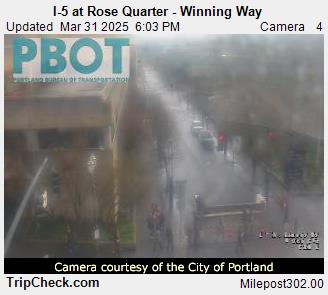 I-5 at Rose Quarter - Winning Way
Updated Mar 31 2025 6:03 PM Camera 4
PBOT
PORTLAND BUREAU OF TRANSPORTATION
Camera courtesy of the City of Portland
TripCheck.com Milepost302.00